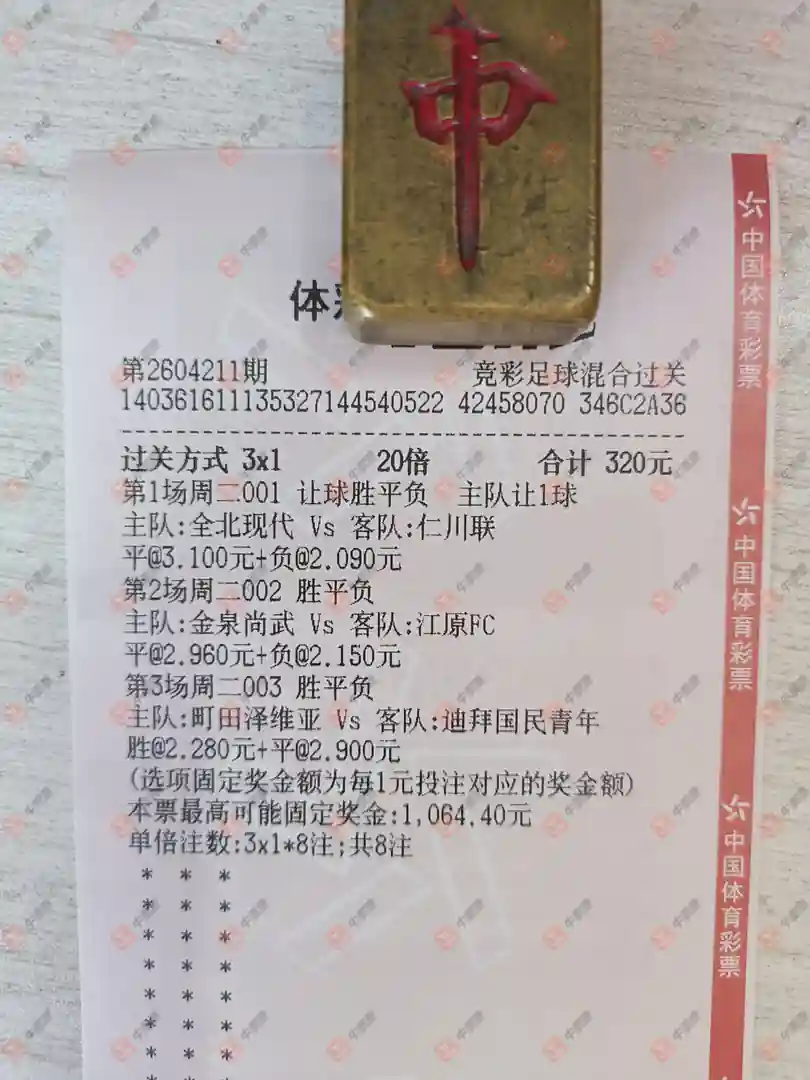 中
体彩
第2604211期 竞彩足球混合过关
140361611135327144540522 42458070 346C2A36
过关方式 3x1 20倍 合计 320元
第1场周二001 让球胜平负 主队让1球
主队:全北现代 Vs 客队:仁川联
平@3.100元+负@2.090元
第2场周二002 胜平负
主队:金泉尚武 Vs 客队:江原FC
平@2.960元+负@2.150元
第3场周二003 胜平负
主队:町田泽维亚 Vs 客队:迪拜国民青年
胜@2.280元+平@2.900元
(选项固定奖金额为每1元投注对应的奖金额)
本票最高可能固定奖金:1,064.40元
单倍注数:3x1*8注;共8注
* * *
* * *
* * *
* * *
* * *
* * *
* * *
中国体育彩票
中国体育彩票
中国体育彩票